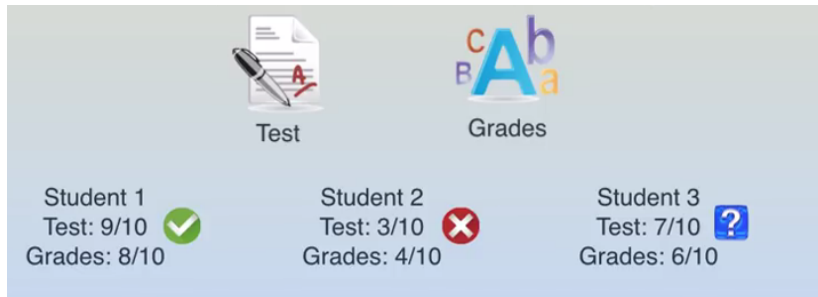 A
C
B
A
b
a
Test
Grades
Student 1
Test: 9/10
Grades: 8/10
Student 2
Test: 3/10
Grades: 4/10
Student 3
Test: 7/10
?
Grades: 6/10